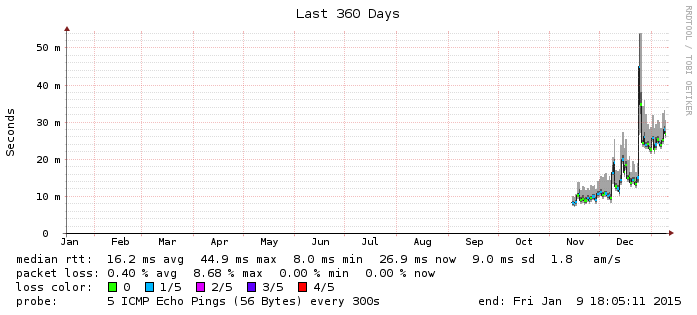 Last 360 Days
RRDTOOL / TOBI OETIKER
Seconds
50 m
40 m
30 m
20 m
10 m
0
Jan Feb Mar Apr May Jun Jul Aug Sep Oct Nov Dec
median rtt: 16.2 ms avg 44.9 ms max 8.0 ms min 26.9 ms now 9.0 ms sd 1.8 am/s
packet loss: 0.40 % avg 8.68 % max 0.00 % min 0.00 % now
loss color: 0 1/5 2/5 3/5 4/5
probe: 5 ICMP Echo Pings (56 Bytes) every 300s end: Fri Jan 9 18:05:11 2015